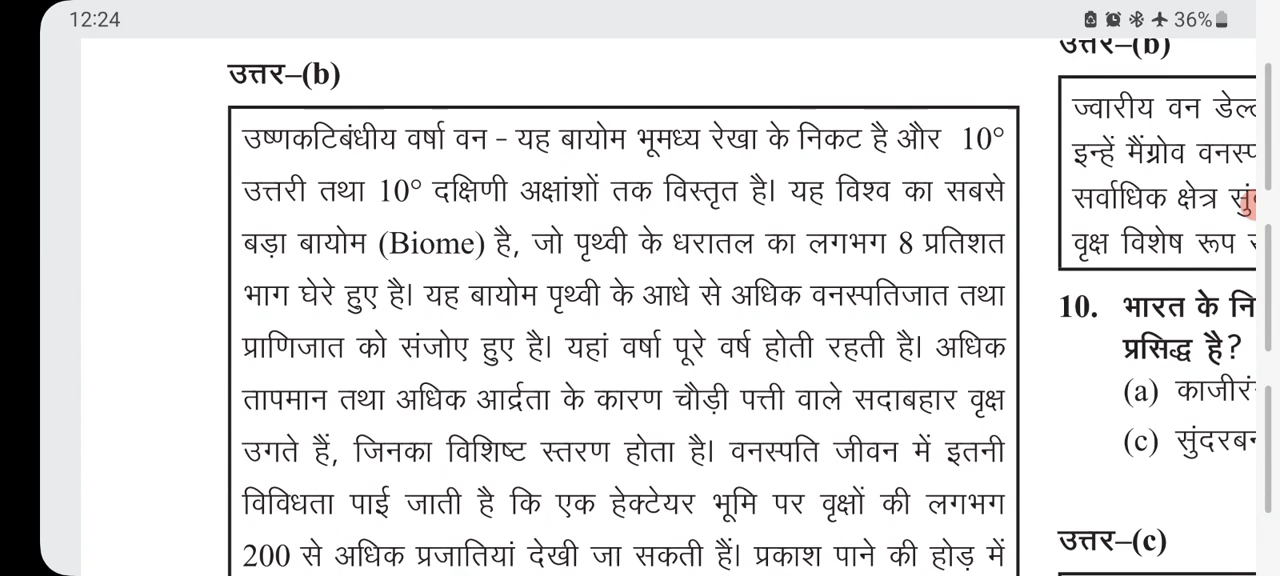 12:24
36%
उत्तर–(b)
उष्णकटिबंधीय वर्षा वन - यह बायोम भूमध्य रेखा के निकट है और 10°
उत्तरी तथा 10° दक्षिणी अक्षांशों तक विस्तृत है। यह विश्व का सबसे
बड़ा बायोम (Biome) है, जो पृथ्वी के धरातल का लगभग 8 प्रतिशत
भाग घेरे हुए है। यह बायोम पृथ्वी के आधे से अधिक वनस्पतिजात तथा
प्राणिजात को संजोए हुए है। यहां वर्षा पूरे वर्ष होती रहती है। अधिक
तापमान तथा अधिक आर्द्रता के कारण चौड़ी पत्ती वाले सदाबहार वृक्ष
उगते हैं, जिनका विशिष्ट स्तरण होता है। वनस्पति जीवन में इतनी
विविधता पाई जाती है कि एक हेक्टेयर भूमि पर वृक्षों की लगभग
200 से अधिक प्रजातियां देखी जा सकती हैं। प्रकाश पाने की होड़ में
उत्तर–(b)
ज्वारीय वन
इन्हें मैंग्रोव
सर्वाधिक क्षेत्र
वृक्ष विशेष रूप
10. भारत के
प्रसिद्ध है?
(a)
(c)
उत्तर–(c)